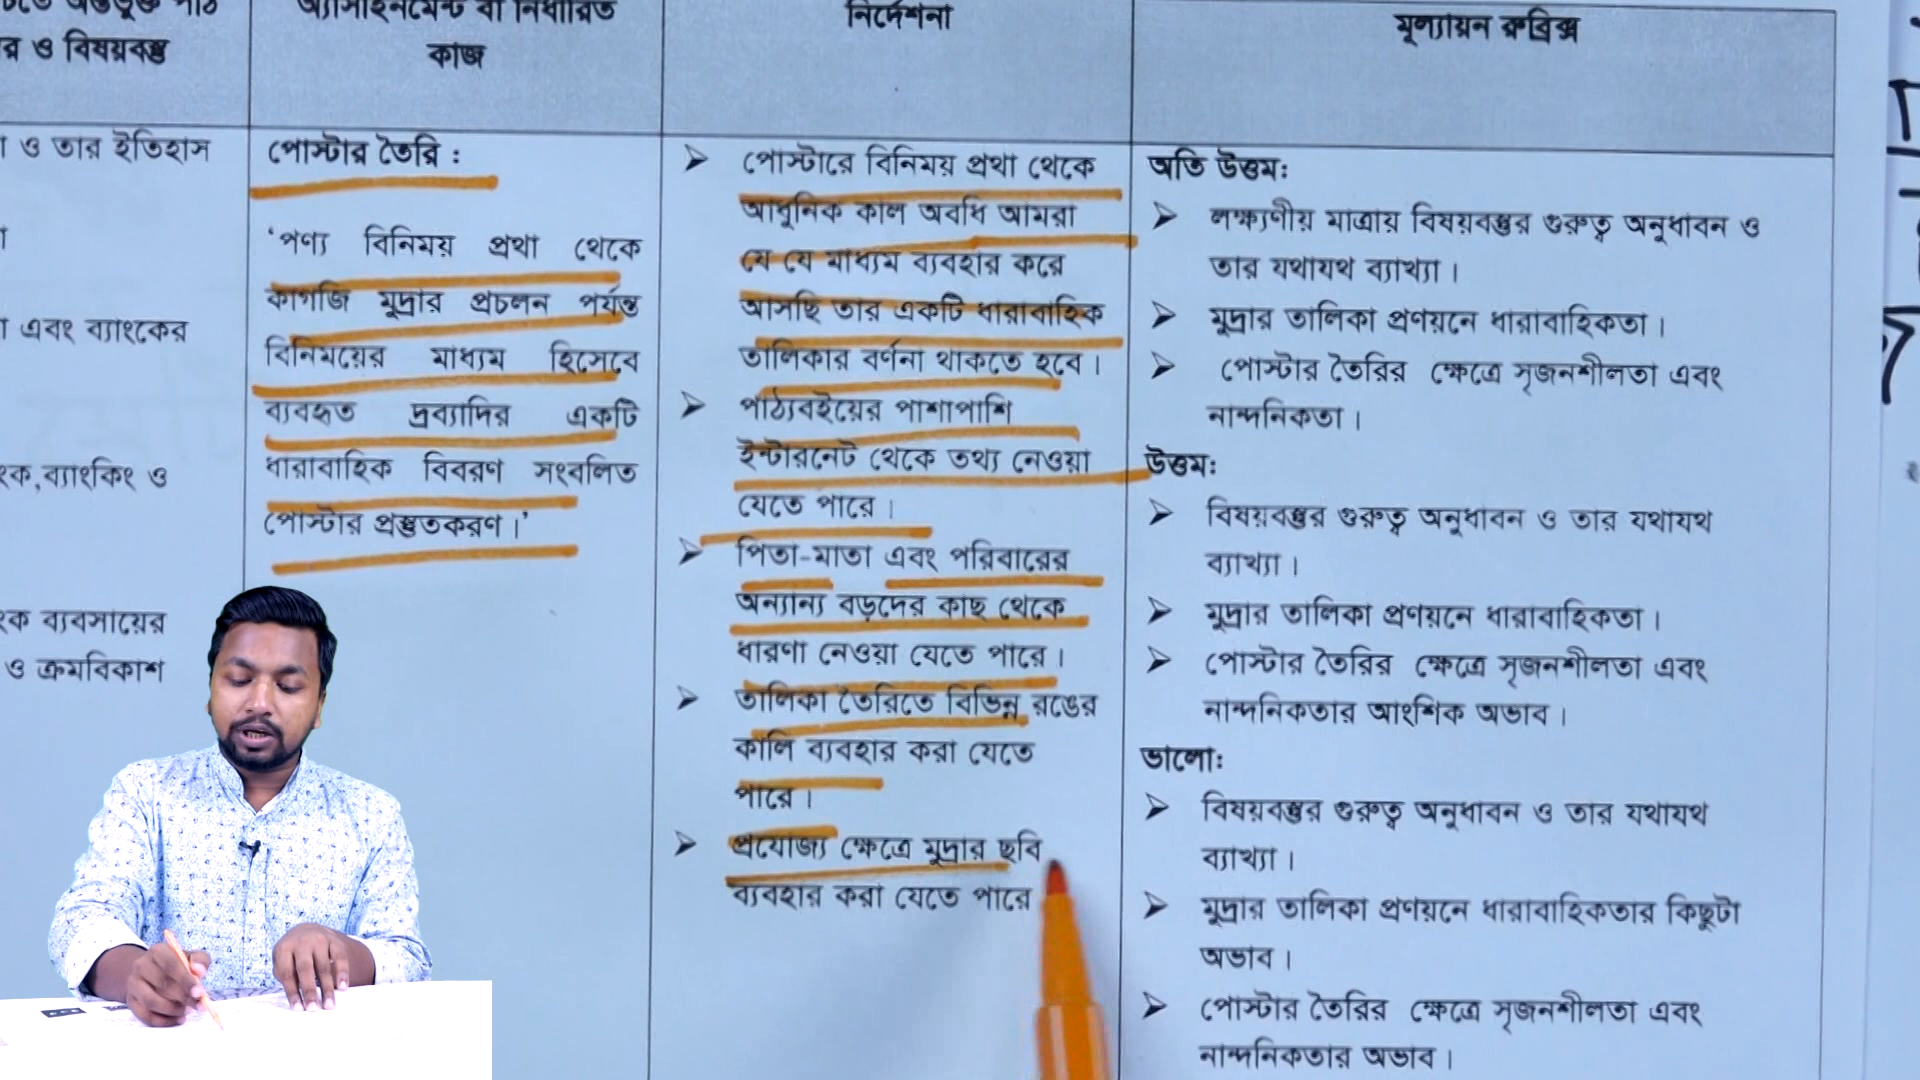 র ও বিষয়বস্তু
অ্যাসাইনমেন্ট বা নির্ধারিত
কাজ
নির্দেশনা
মূল্যায়ন রুব্রিক্স
ও তার ইতিহাস
এবং ব্যাংকের
ংক,ব্যাংকিং ও
ংক ব্যবসায়ের
ও ক্রমবিকাশ
পোস্টার তৈরি :
‘পণ্য বিনিময় প্রথা থেকে
কাগজি মুদ্রার প্রচলন পর্যন্ত
বিনিময়ের মাধ্যম হিসেবে
ব্যবহৃত দ্রব্যাদির একটি
ধারাবাহিক বিবরণ সংবলিত
পোস্টার প্রস্তুতকরণ।’
➢ পোস্টারে বিনিময় প্রথা থেকে
আধুনিক কাল অবধি আমরা
যে যে মাধ্যম ব্যবহার করে
আসছি তার একটি ধারাবাহিক
তালিকার বর্ণনা থাকতে হবে।
➢ পাঠ্যবইয়ের পাশাপাশি
ইন্টারনেট থেকে তথ্য নেওয়া
যেতে পারে।
➢ পিতা-মাতা এবং পরিবারের
অন্যান্য বড়দের কাছ থেকে
ধারণা নেওয়া যেতে পারে।
➢ তালিকা তৈরিতে বিভিন্ন রঙের
কালি ব্যবহার করা যেতে
পারে।
➢ প্রযোজ্য ক্ষেত্রে মুদ্রার ছবি
ব্যবহার করা যেতে পারে
অতি উত্তম:
➢ লক্ষ্যণীয় মাত্রায় বিষয়বস্তুর গুরুত্ব অনুধাবন ও
তার যথাযথ ব্যাখ্যা।
➢ মুদ্রার তালিকা প্রণয়নে ধারাবাহিকতা।
➢ পোস্টার তৈরির ক্ষেত্রে সৃজনশীলতা এবং
নান্দনিকতা।
উত্তম:
➢ বিষয়বস্তুর গুরুত্ব অনুধাবন ও তার যথাযথ
ব্যাখ্যা।
➢ মুদ্রার তালিকা প্রণয়নে ধারাবাহিকতা।
➢ পোস্টার তৈরির ক্ষেত্রে সৃজনশীলতা এবং
নান্দনিকতার আংশিক অভাব।
ভালো:
➢ বিষয়বস্তুর গুরুত্ব অনুধাবন ও তার যথাযথ
ব্যাখ্যা।
➢ মুদ্রার তালিকা প্রণয়নে ধারাবাহিকতার কিছুটা
অভাব।
➢ পোস্টার তৈরির ক্ষেত্রে সৃজনশীলতা এবং
নান্দনিকতার অভাব।